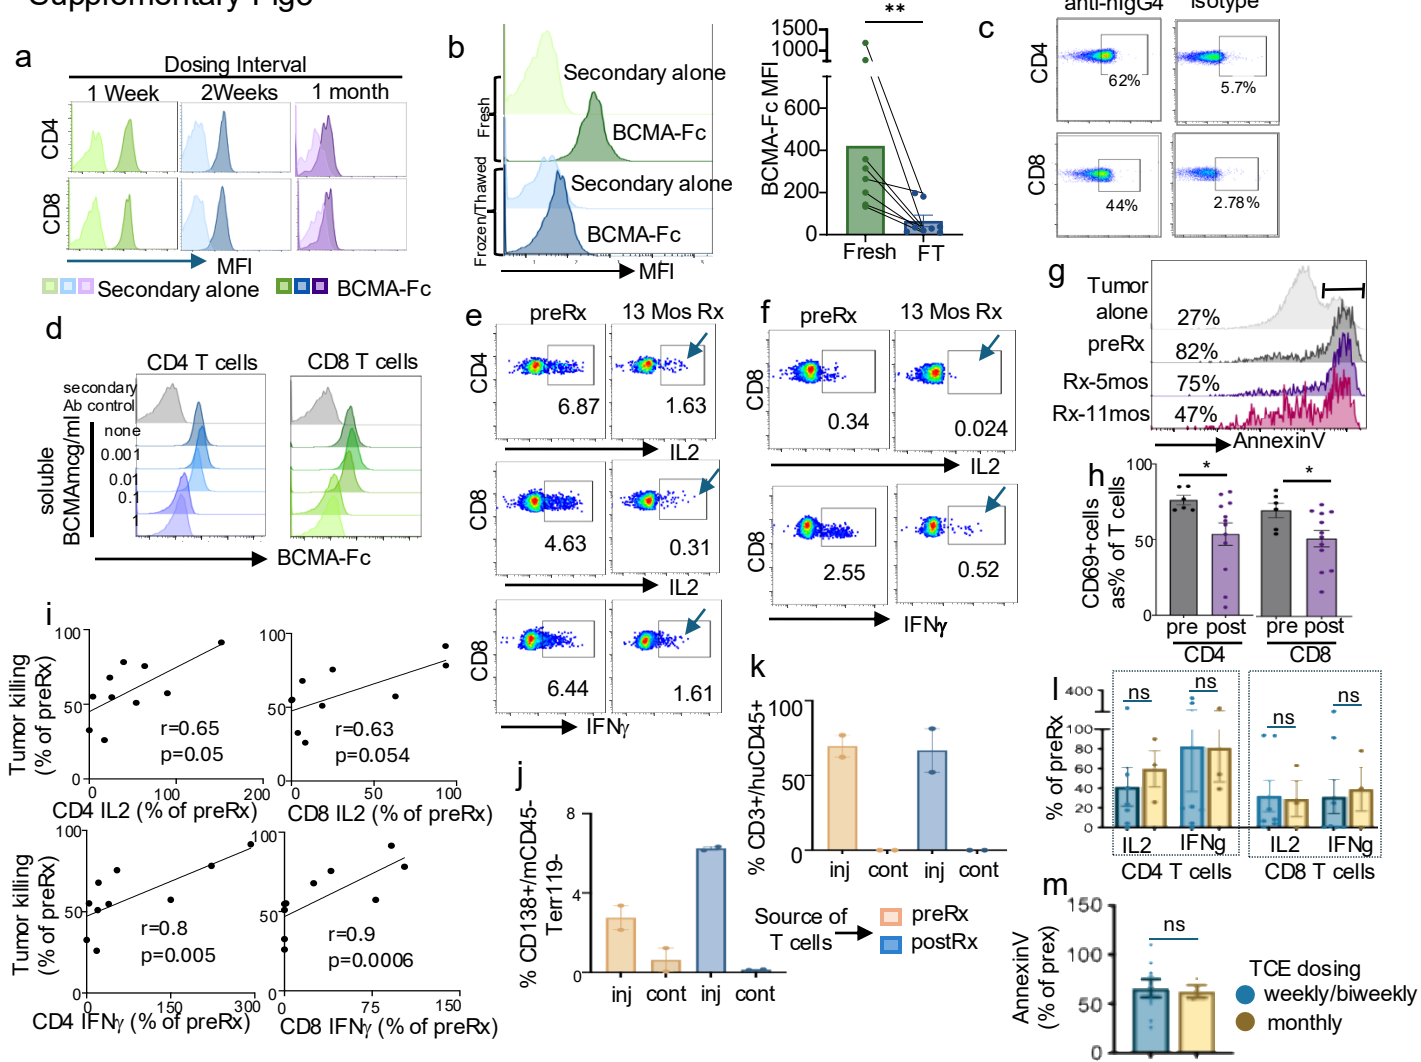 a
Dosing Interval
1 Week
2Weeks
1 month
CD4
CD8
MFI
Secondary alone
BCMA-Fc
b
Fresh
Frozen/Thawed
Secondary alone
BCMA-Fc
Secondary alone
BCMA-Fc
MFI
**
BCMA-Fc MFI
1500
1000
600
400
200
0
Fresh
FT
c
isotype
CD4
62%
5.7%
CD8
44%
2.78%
d
CD4 T cells
CD8 T cells
secondary
Ab control
none
0.001
0.01
0.1
1
soluble
BCMAmcg/ml
BCMA-Fc
e
preRx
13 Mos Rx
CD4
6.87
1.63
IL2
CD8
4.63
0.31
IL2
CD8
6.44
1.61
IFNγ
f
preRx
13 Mos Rx
CD8
0.34
0.024
IL2
CD8
2.55
0.52
IFNγ
g
Tumor
alone
27%
preRx
82%
Rx-5mos
75%
Rx-11mos
47%
AnnexinV
h
CD69+cells
as% of T cells
100
50
0
*
*
pre post
pre post
CD4
CD8
i
Tumor killing
(% of preRx)
100
50
0
r=0.65
p=0.05
0
100
200
CD4 IL2 (% of preRx)
100
50
0
r=0.63
p=0.054
0
50
100
CD8 IL2 (% of preRx)
Tumor killing
(% of preRx)
100
50
0
r=0.8
p=0.005
0
150
300
CD4 IFNγ (% of preRx)
100
50
0
r=0.9
p=0.0006
0
75
150
CD8 IFNγ (% of preRx)
j
% CD138+/mCD45-
Terr119-
8
4
0
inj
cont
inj
cont
k
% CD3+/huCD45+
100
50
0
inj
cont
inj
cont
Source of
T cells
preRx
postRx
l
% of preRx
400
100
80
60
40
20
0
ns
ns
ns
ns
IL2
IFNg
IL2
IFNg
CD4 T cells
CD8 T cells
m
AnnexinV
(% of prex)
150
100
50
0
ns
TCE dosing
weekly/biweekly
monthly